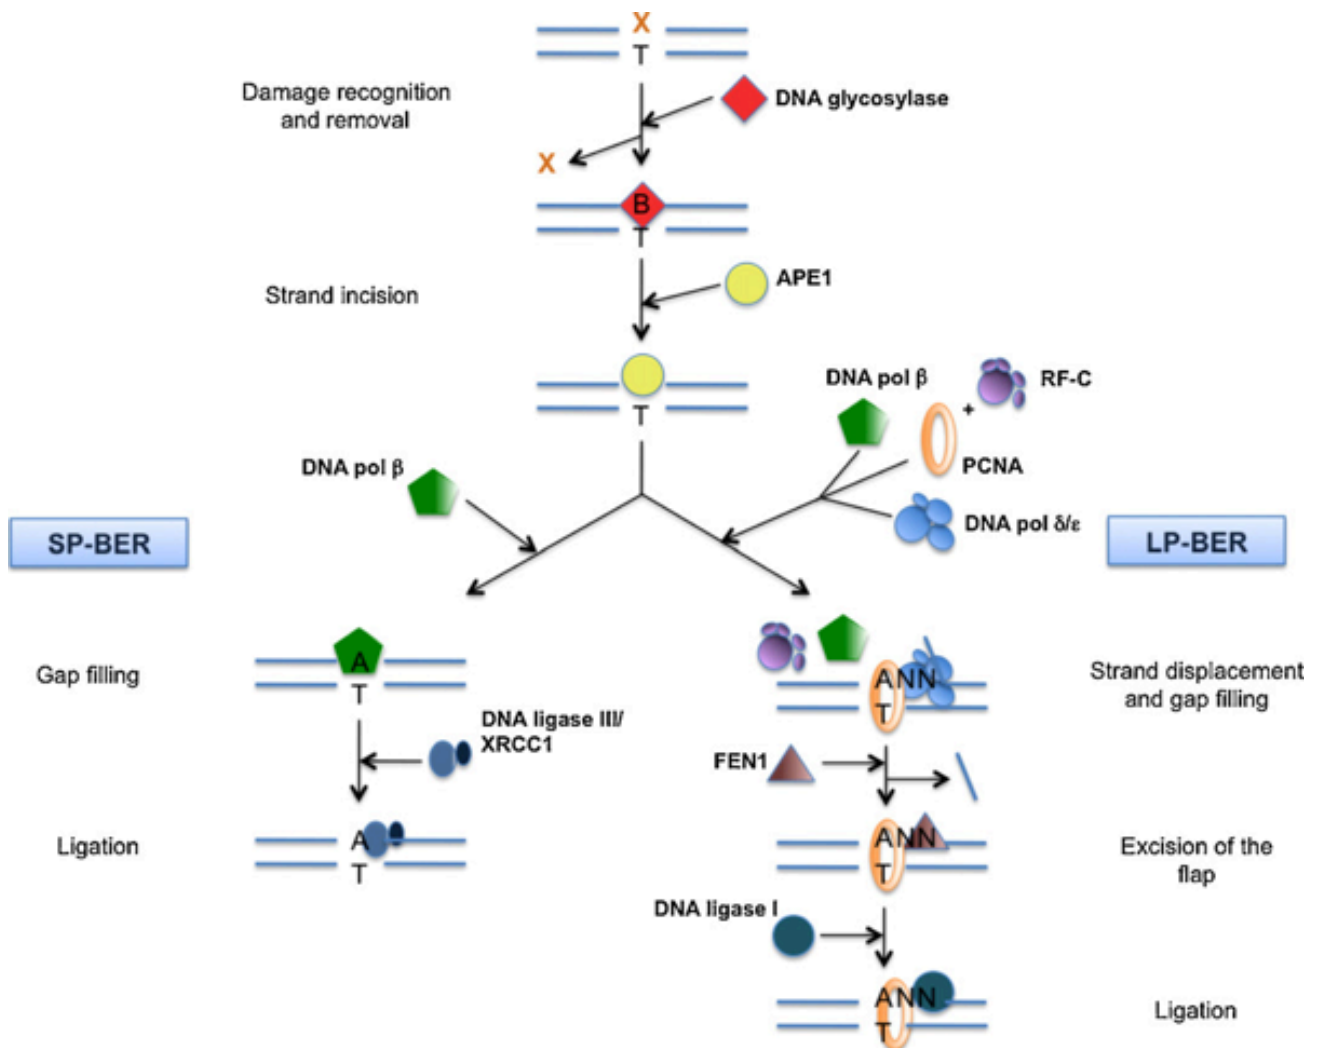 X
T
Damage recognition
and removal
DNA glycosylase
X
B
T
Strand incision
APE1
T
DNA pol β
+
RF-C
PCNA
DNA pol β
DNA pol δ/ε
SP-BER
LP-BER
Gap filling
A
T
ANN
T
Strand displacement
and gap filling
DNA ligase III/
XRCC1
FEN1
Ligation
A
T
ANN
T
Excision of the
flap
DNA ligase I
ANN
T
Ligation